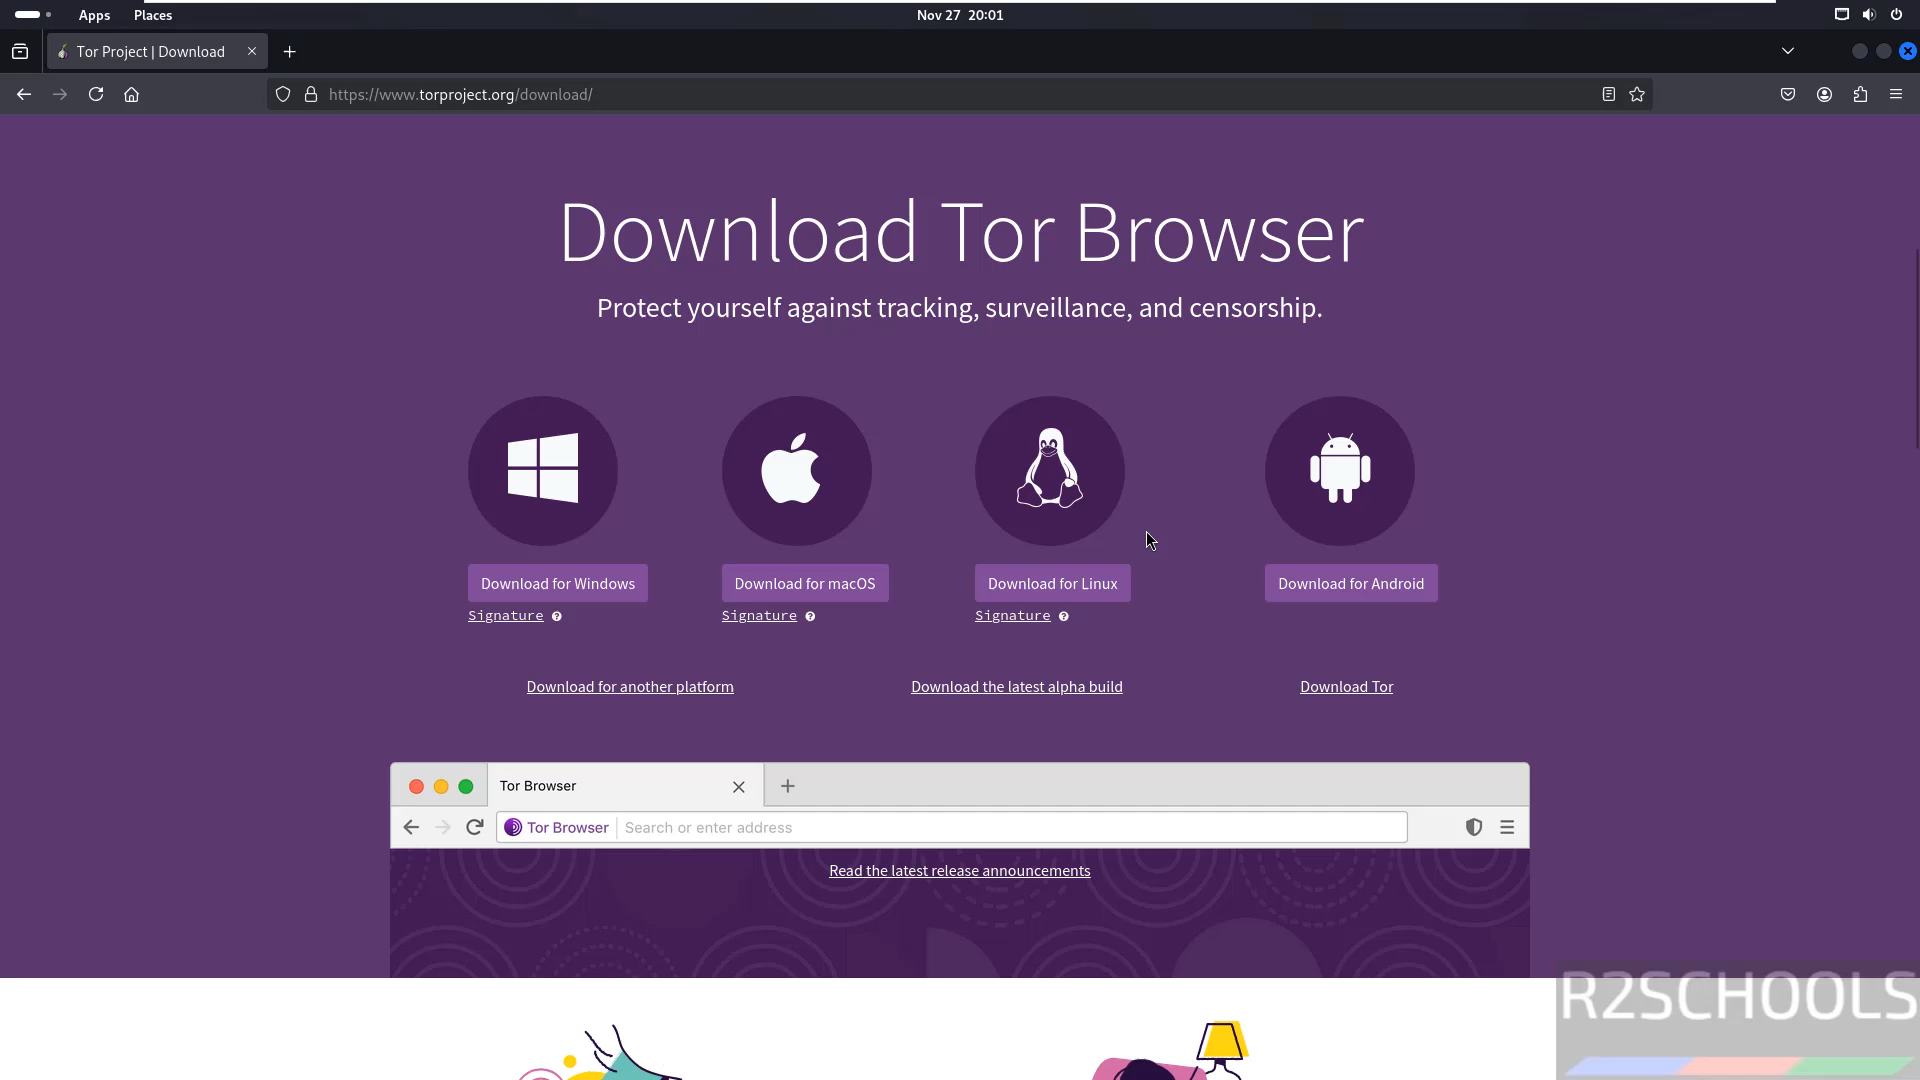 Apps Places Nov 27 20:01
Tor Project | Download
https://www.torproject.org/download/
Download Tor Browser
Protect yourself against tracking, surveillance, and censorship.
Download for Windows Download for macOS Download for Linux Download for Android
Signature ? Signature ? Signature ?
Download for another platform Download the latest alpha build Download Tor
Tor Browser
Tor Browser Search or enter address
Read the latest release announcements
R2SCHOOLS